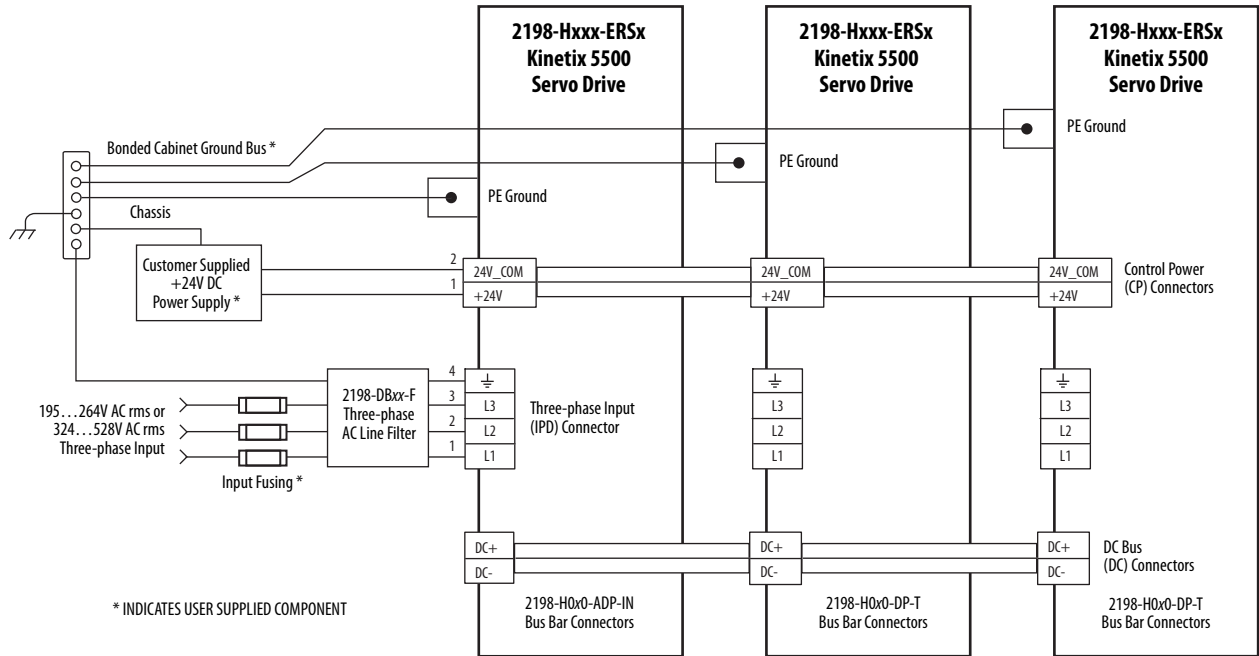 2198-Hxxx-ERSx
Kinetix 5500
Servo Drive
2198-Hxxx-ERSx
Kinetix 5500
Servo Drive
2198-Hxxx-ERSx
Kinetix 5500
Servo Drive
Bonded Cabinet Ground Bus *
PE Ground
PE Ground
PE Ground
Chassis
Customer Supplied
+24V DC
Power Supply *
2
1
24V_COM
+24V
24V_COM
+24V
24V_COM
+24V
Control Power
(CP) Connectors
195…264V AC rms or
324…528V AC rms
Three-phase Input
Input Fusing *
2198-DBxx-F
Three-phase
AC Line Filter
4
3
2
1
L3
L2
L1
Three-phase Input
(IPD) Connector
L3
L2
L1
L3
L2
L1
DC+
DC-
DC+
DC-
DC+
DC-
DC Bus
(DC) Connectors
* INDICATES USER SUPPLIED COMPONENT
2198-H0x0-ADP-IN
Bus Bar Connectors
2198-H0x0-DP-T
Bus Bar Connectors
2198-H0x0-DP-T
Bus Bar Connectors